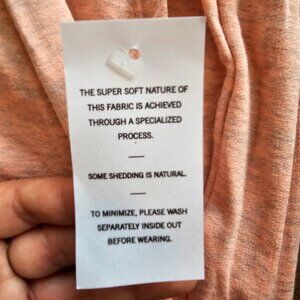 THE SUPER SOFT NATURE OF
THIS FABRIC IS ACHIEVED
THROUGH A SPECIALIZED
PROCESS.
SOME SHEDDING IS NATURAL.
TO MINIMIZE, PLEASE WASH
SEPARATELY INSIDE OUT
BEFORE WEARING.